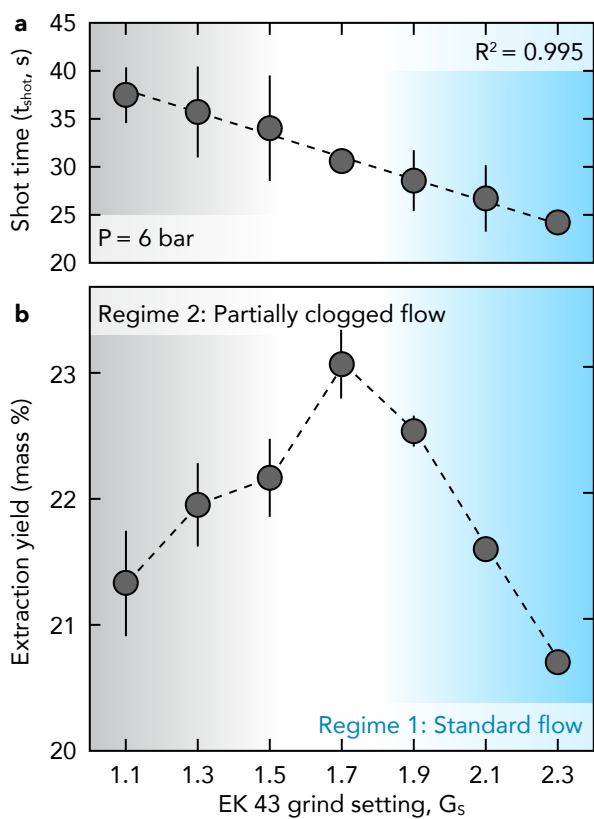 a
R² = 0.995
Shot time (tshot, s)
45
40
35
30
25
20
P = 6 bar
b
Regime 2: Partially clogged flow
Extraction yield (mass %)
23
22
21
20
Regime 1: Standard flow
1.1 1.3 1.5 1.7 1.9 2.1 2.3
EK 43 grind setting, GS